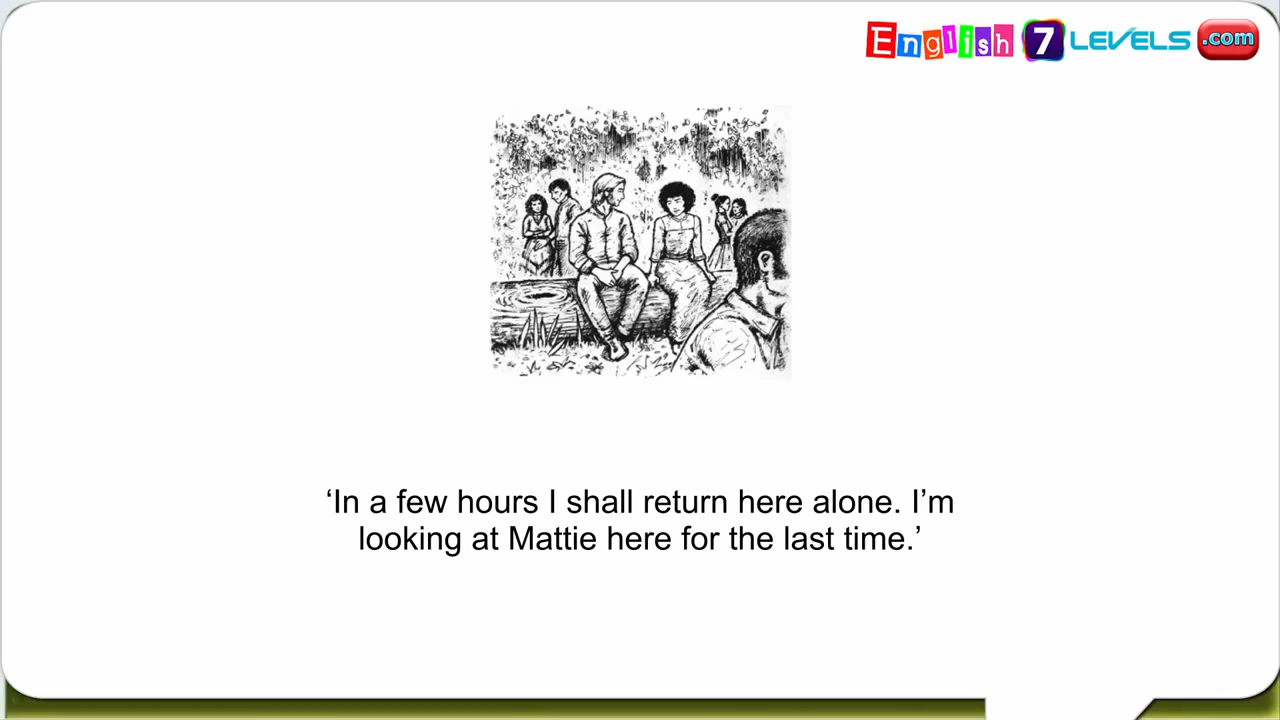 English 7 LEVELS .com
‘In a few hours I shall return here alone. I’m
looking at Mattie here for the last time.’